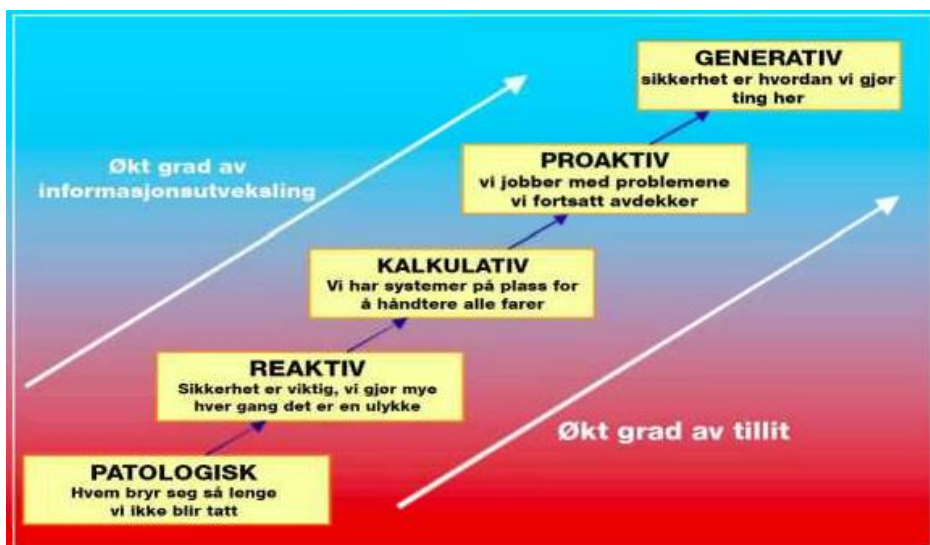 GENERATIV
sikkerhet er hvordan vi gjør
ting her
Økt grad av
informasjonsutveksling
PROAKTIV
vi jobber med problemene
vi fortsatt avdekker
KALKULATIV
Vi har systemer på plass for
å håndtere alle farer
REAKTIV
Sikkerhet er viktig, vi gjør mye
hver gang det er en ulykke
Økt grad av tillit
PATOLOGISK
Hvem bryr seg så lenge
vi ikke blir tatt